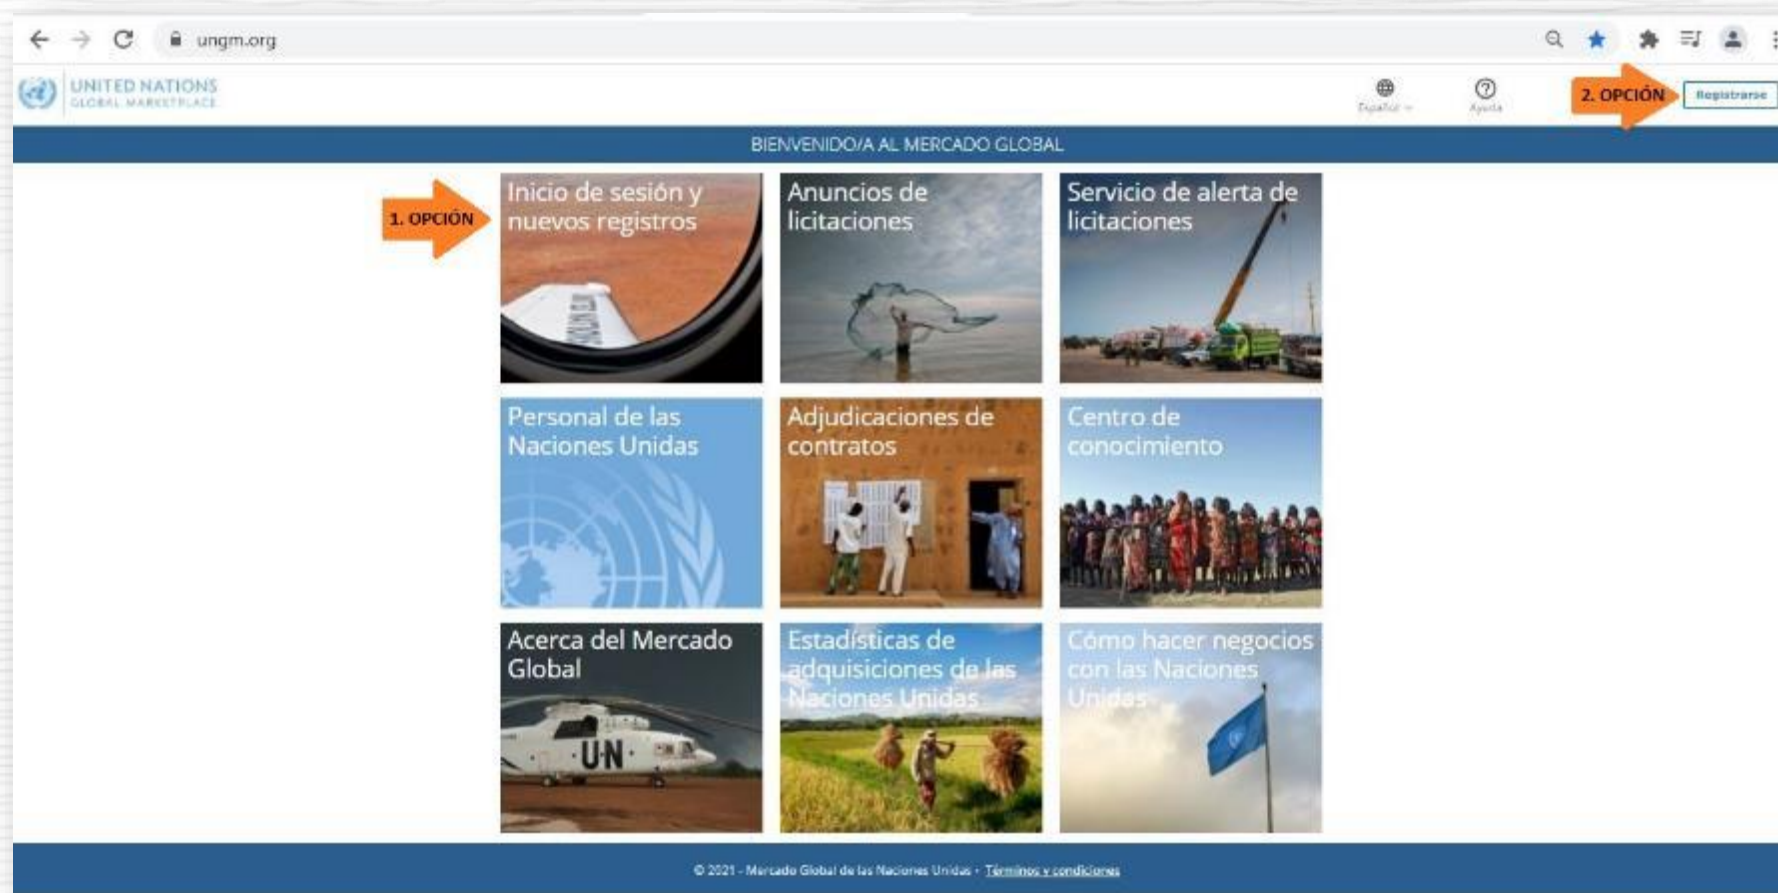 ungm.org
UNITED NATIONS
GLOBAL MARKETPLACE
Español
Ayuda
2. OPCIÓN
Registrarse
BIENVENIDO/A AL MERCADO GLOBAL
1. OPCIÓN
Inicio de sesión y
nuevos registros
Anuncios de
licitaciones
Servicio de alerta de
licitaciones
Personal de las
Naciones Unidas
Adjudicaciones de
contratos
Centro de
conocimiento
Acerca del Mercado
Global
UN
Estadísticas de
adquisiciones de las
Naciones Unidas
Cómo hacer negocios
con las Naciones
Unidas
© 2021 - Mercado Global de las Naciones Unidas • Términos y condiciones